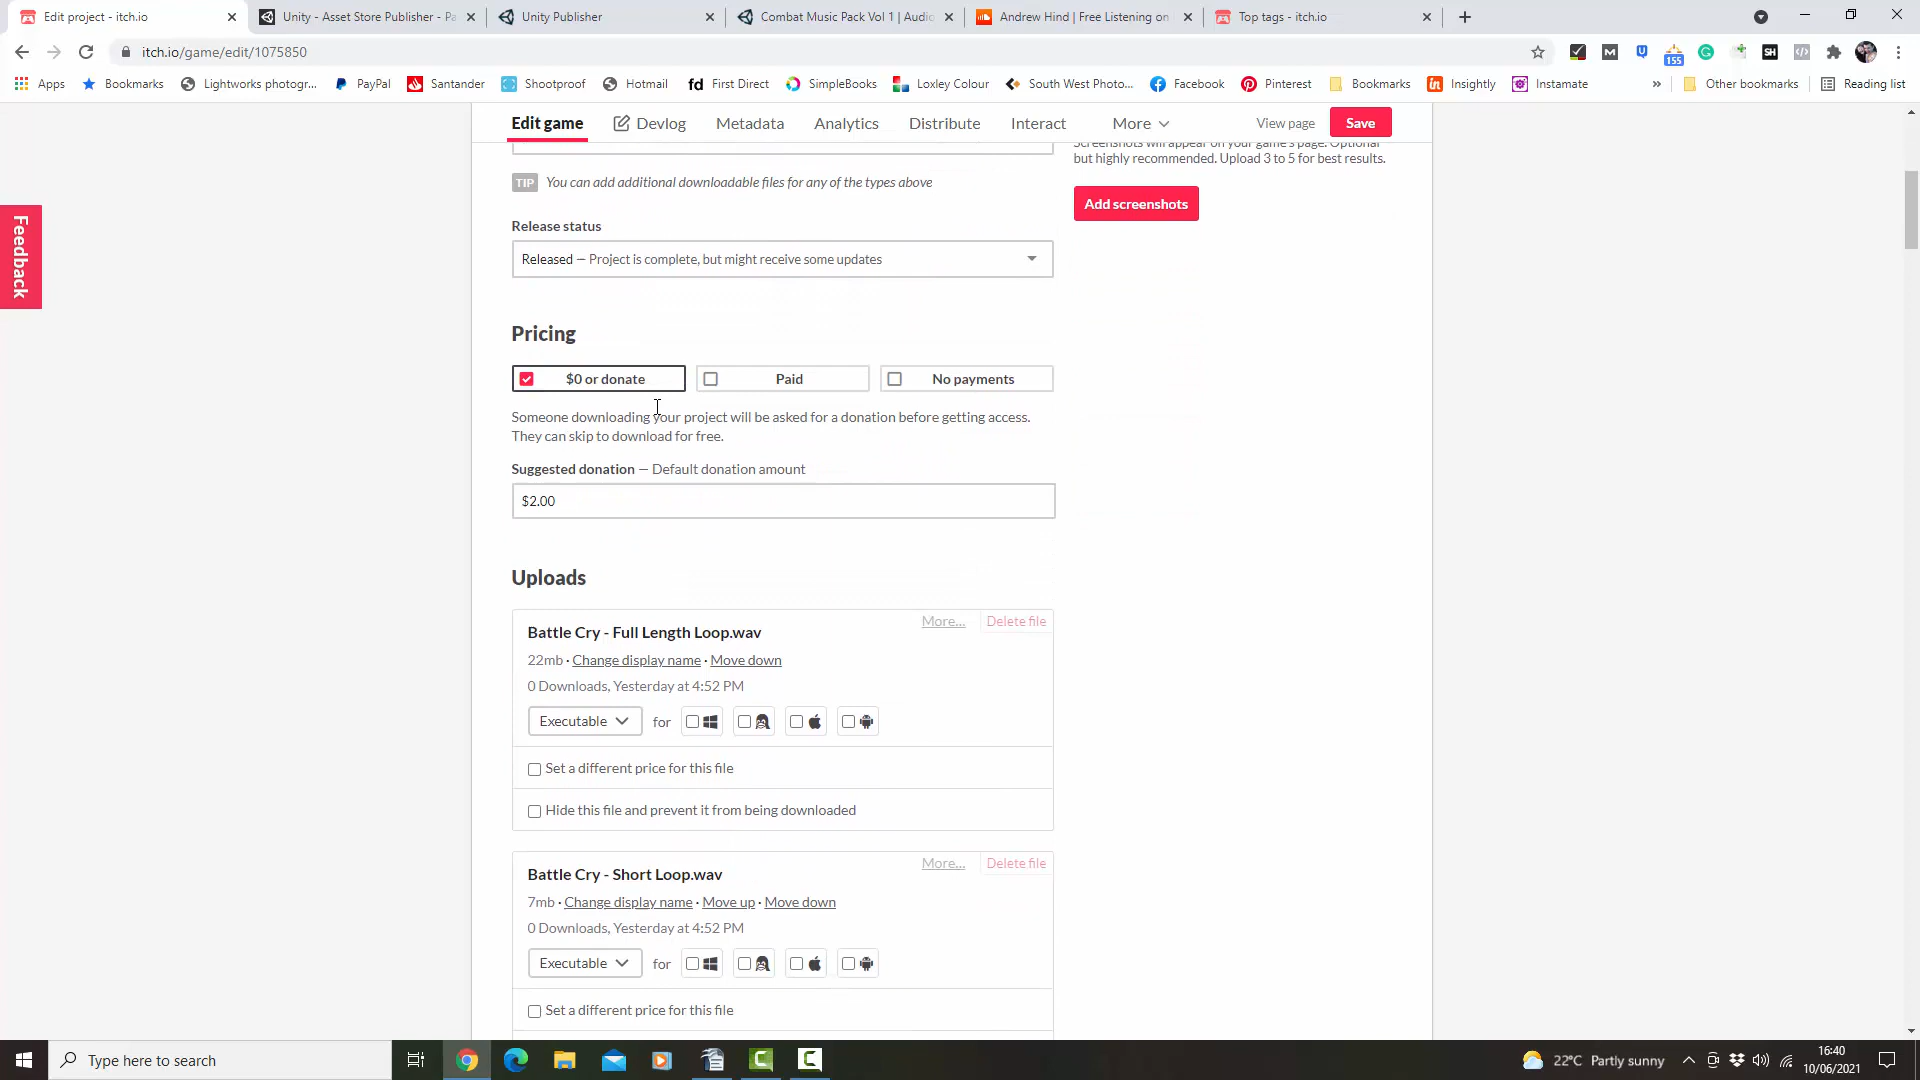 Edit project - itch.io
Unity - Asset Store Publisher - Pa
Unity Publisher
Combat Music Pack Vol 1 | Audio
Andrew Hind | Free Listening on
Top tags - itch.io
itch.io/game/edit/1075850
155
SH
Apps
Bookmarks
Lightworks photogr...
PayPal
Santander
Shootproof
Hotmail
fd First Direct
SimpleBooks
Loxley Colour
South West Photo...
Facebook
Pinterest
Bookmarks
Insightly
Instamate
»
Other bookmarks
Reading list
Edit game
Devlog
Metadata
Analytics
Distribute
Interact
More
View page
Save
Screenshots will appear on your game's page. Optional
but highly recommended. Upload 3 to 5 for best results.
Add screenshots
Feedback
TIP You can add additional downloadable files for any of the types above
Release status
Released — Project is complete, but might receive some updates
Pricing
$0 or donate
Paid
No payments
Someone downloading your project will be asked for a donation before getting access.
They can skip to download for free.
Suggested donation — Default donation amount
$2.00
Uploads
More...
Delete file
Battle Cry - Full Length Loop.wav
22mb · Change display name · Move down
0 Downloads, Yesterday at 4:52 PM
Executable for
Set a different price for this file
Hide this file and prevent it from being downloaded
More...
Delete file
Battle Cry - Short Loop.wav
7mb · Change display name · Move up · Move down
0 Downloads, Yesterday at 4:52 PM
Executable for
Set a different price for this file
Type here to search
22°C Partly sunny
16:40
10/06/2021